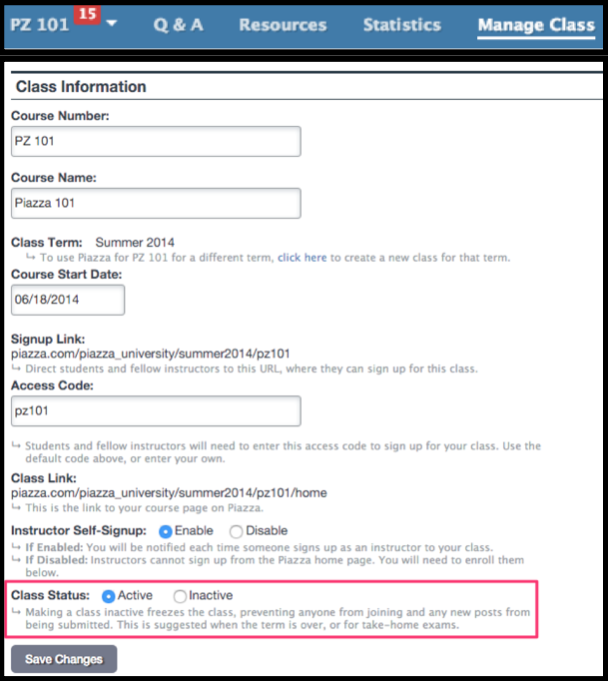 PZ 101 15 Q & A Resources Statistics Manage Class
Class Information
Course Number:
PZ 101
Course Name:
Piazza 101
Class Term: Summer 2014
↳ To use Piazza for PZ 101 for a different term, click here to create a new class for that term.
Course Start Date:
06/18/2014
Signup Link:
piazza.com/piazza_university/summer2014/pz101
↳ Direct students and fellow instructors to this URL, where they can sign up for this class.
Access Code:
pz101
↳ Students and fellow instructors will need to enter this access code to sign up for your class. Use the
default code above, or enter your own.
Class Link:
piazza.com/piazza_university/summer2014/pz101/home
↳ This is the link to your course page on Piazza.
Instructor Self-Signup: Enable Disable
↳ If Enabled: You will be notified each time someone signs up as an instructor to your class.
↳ If Disabled: Instructors cannot sign up from the Piazza home page. You will need to enroll them
below.
Class Status: Active Inactive
↳ Making a class inactive freezes the class, preventing anyone from joining and any new posts from
being submitted. This is suggested when the term is over, or for take-home exams.
Save Changes